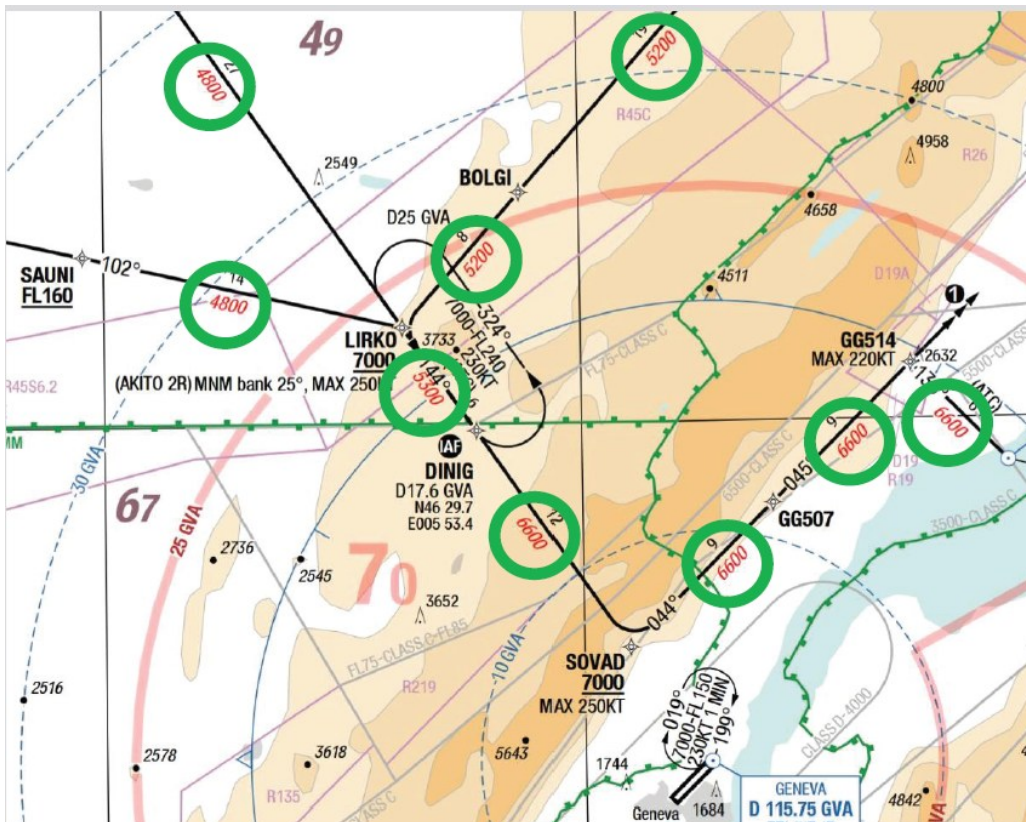 49
17
4800
19
5200
R45C
4800
4958
R26
2549
BOLGI
D25 GVA
8
5200
4658
SAUNI
FL160
102°
14
4800
D19A
4511
LIRKO
7000
3733
324°
7000-FL240
230KT
144°
6
5300
(AKITO 2R) MNM bank 25°, MAX 250KT
R45S6.2
FL75-CLASS C
GG514
MAX 220KT
2632
5500
(ATC)
6600
9
6600
045
D19
R19
IAF
DINIG
D17.6 GVA
N46 29.7
E005 53.4
30 GVA
67
25 GVA
12
6600
6500-CLASS C
3500-CLASS C
GG507
9
6600
044°
2736
2545
70
3652
FL75-CLASS C-FL85
10 GVA
SOVAD
7000
MAX 250KT
R219
2516
2578
3618
5643
R135
CLASS C
019°
7000-FL150
230KT 1 MIN
199°
CLASS D-4000
1744
1684
Geneva
GENEVA
D 115.75 GVA
4842